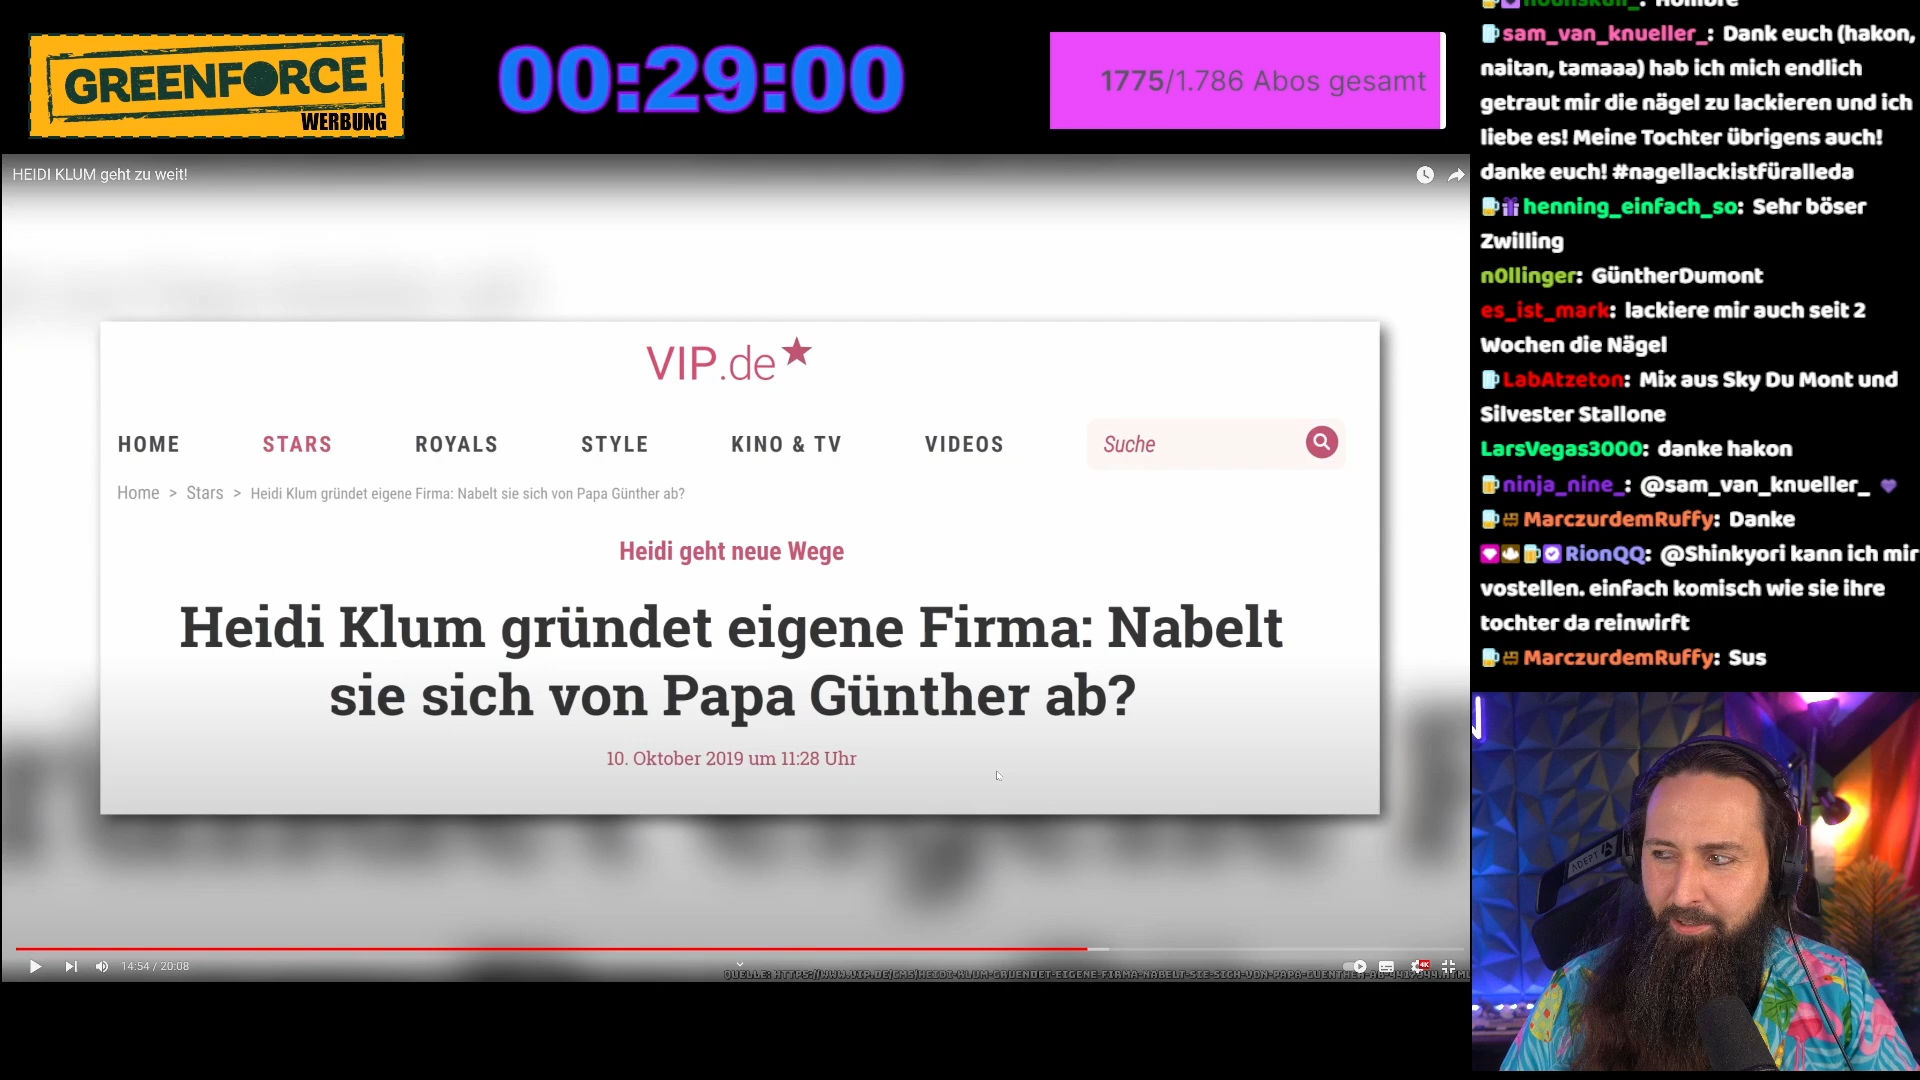 GREENFORCE
WERBUNG
00:29:00
1775/1.786 Abos gesamt
HEIDI KLUM geht zu weit!
VIP.de
HOME STARS ROYALS STYLE KINO & TV VIDEOS Suche
Home > Stars > Heidi Klum gründet eigene Firma: Nabelt sie sich von Papa Günther ab?
Heidi geht neue Wege
Heidi Klum gründet eigene Firma: Nabelt
sie sich von Papa Günther ab?
10. Oktober 2019 um 11:28 Uhr
14:54 / 20:08
4K
Hombre
sam_van_knueller_: Dank euch (hakon,
naitan, tamaaa) hab ich mich endlich
getraut mir die nägel zu lackieren und ich
liebe es! Meine Tochter übrigens auch!
danke euch! #nagellackistfüralleda
henning_einfach_so: Sehr böser
Zwilling
n0llinger: GüntherDumont
es_ist_mark: lackiere mir auch seit 2
Wochen die Nägel
LabAtzeton: Mix aus Sky Du Mont und
Silvester Stallone
LarsVegas3000: danke hakon
ninja_nine_: @sam_van_knueller_
MarczurdemRuffy: Danke
RionQQ: @Shinkyori kann ich mir
vostellen. einfach komisch wie sie ihre
tochter da reinwirft
MarczurdemRuffy: Sus
ADEPT